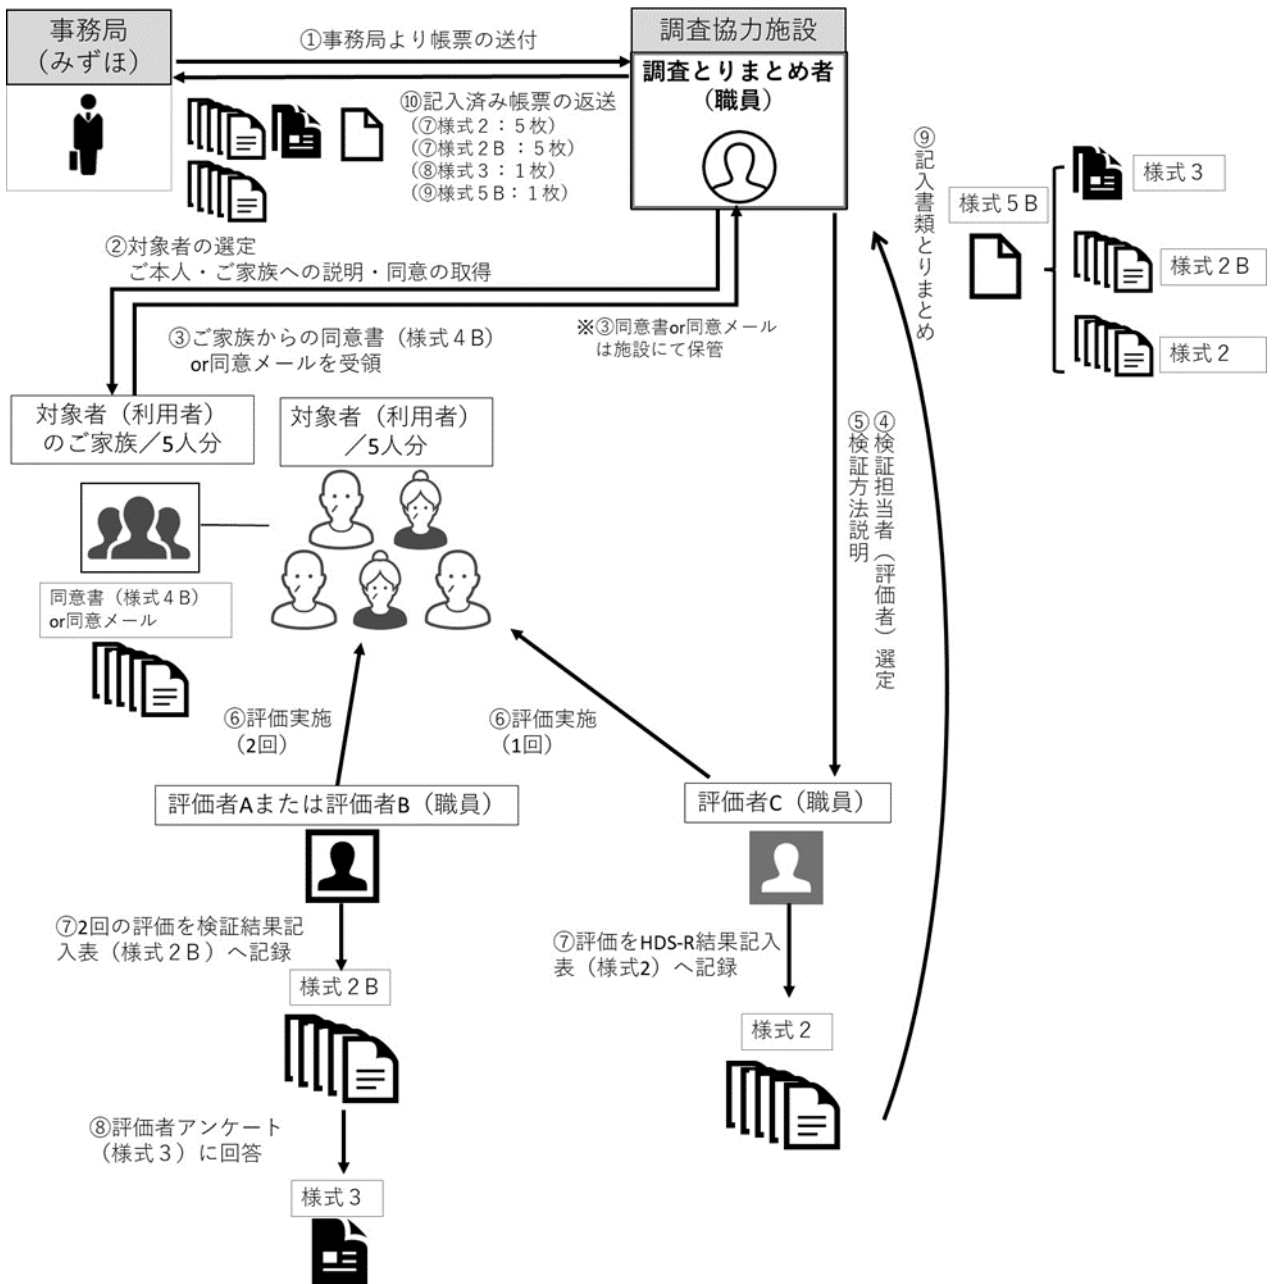 事務局
（みずほ）
①事務局より帳票の送付
調査協力施設
調査とりまとめ者
（職員）
⑩記入済み帳票の返送
（⑦様式２：５枚）
（⑦様式２Ｂ：５枚）
（⑧様式３：１枚）
（⑨様式５Ｂ：１枚）
②対象者の選定
ご本人・ご家族への説明・同意の取得
③ご家族からの同意書（様式４Ｂ）
or同意メールを受領
※③同意書or同意メール
は施設にて保管
⑨記入書類とりまとめ
様式５Ｂ
様式３
様式２Ｂ
様式２
対象者（利用者）
のご家族／5人分
対象者（利用者）
／5人分
同意書（様式４Ｂ）
or同意メール
④検証担当者（評価者）選定
⑤検証方法説明
⑥評価実施
（2回）
⑥評価実施
（1回）
評価者Aまたは評価者B（職員）
評価者C（職員）
⑦2回の評価を検証結果記
入表（様式２Ｂ）へ記録
様式２Ｂ
⑦評価をHDS-R結果記入
表（様式2）へ記録
様式２
⑧評価者アンケート
（様式３）に回答
様式３